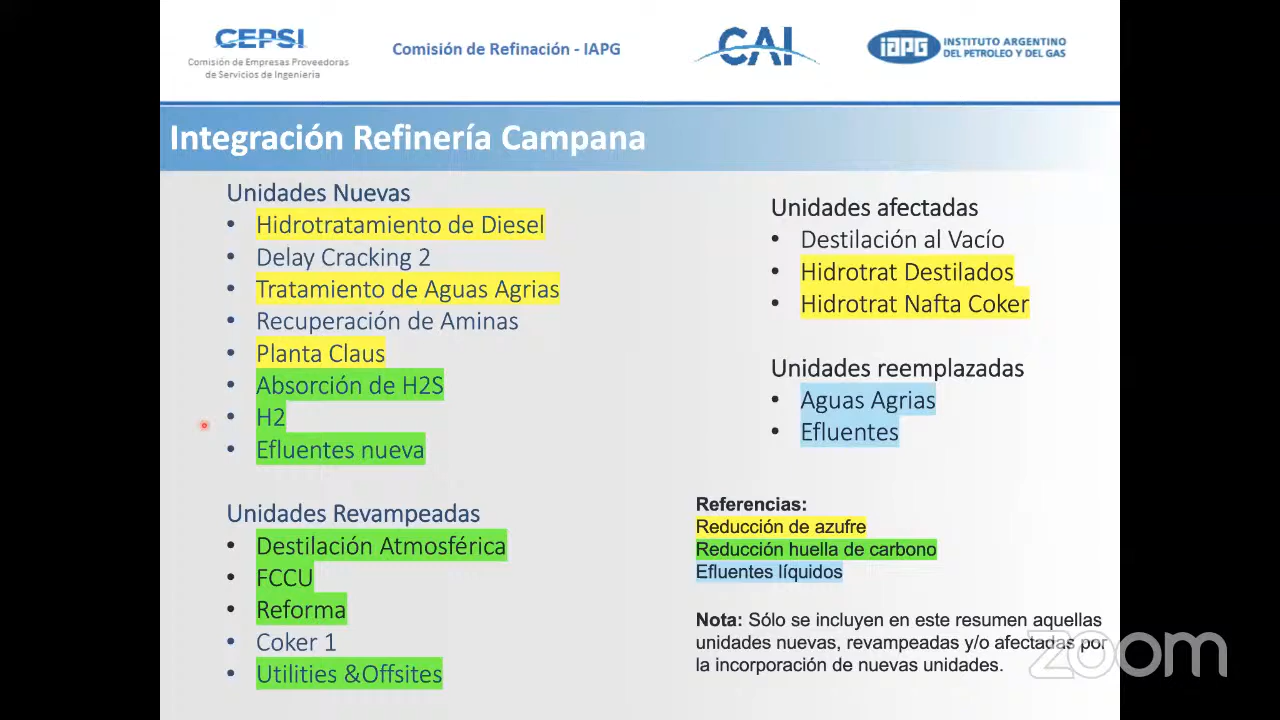 CEPSI
Comisión de Empresas Proveedoras
de Servicios de Ingeniería
Comisión de Refinación - IAPG
CAI
iapg
INSTITUTO ARGENTINO
DEL PETROLEO Y DEL GAS
Integración Refinería Campana
Unidades Nuevas
• Hidrotratamiento de Diesel
• Delay Cracking 2
• Tratamiento de Aguas Agrias
• Recuperación de Aminas
• Planta Claus
• Absorción de H2S
• H2
• Efluentes nueva
Unidades Revampeadas
• Destilación Atmosférica
• FCCU
• Reforma
• Coker 1
• Utilities &Offsites
Unidades afectadas
• Destilación al Vacío
• Hidrotrat Destilados
• Hidrotrat Nafta Coker
Unidades reemplazadas
• Aguas Agrias
• Efluentes
Referencias:
Reducción de azufre
Reducción huella de carbono
Efluentes líquidos
Nota: Sólo se incluyen en este resumen aquellas
unidades nuevas, revampeadas y/o afectadas por
la incorporación de nuevas unidades.
zoom